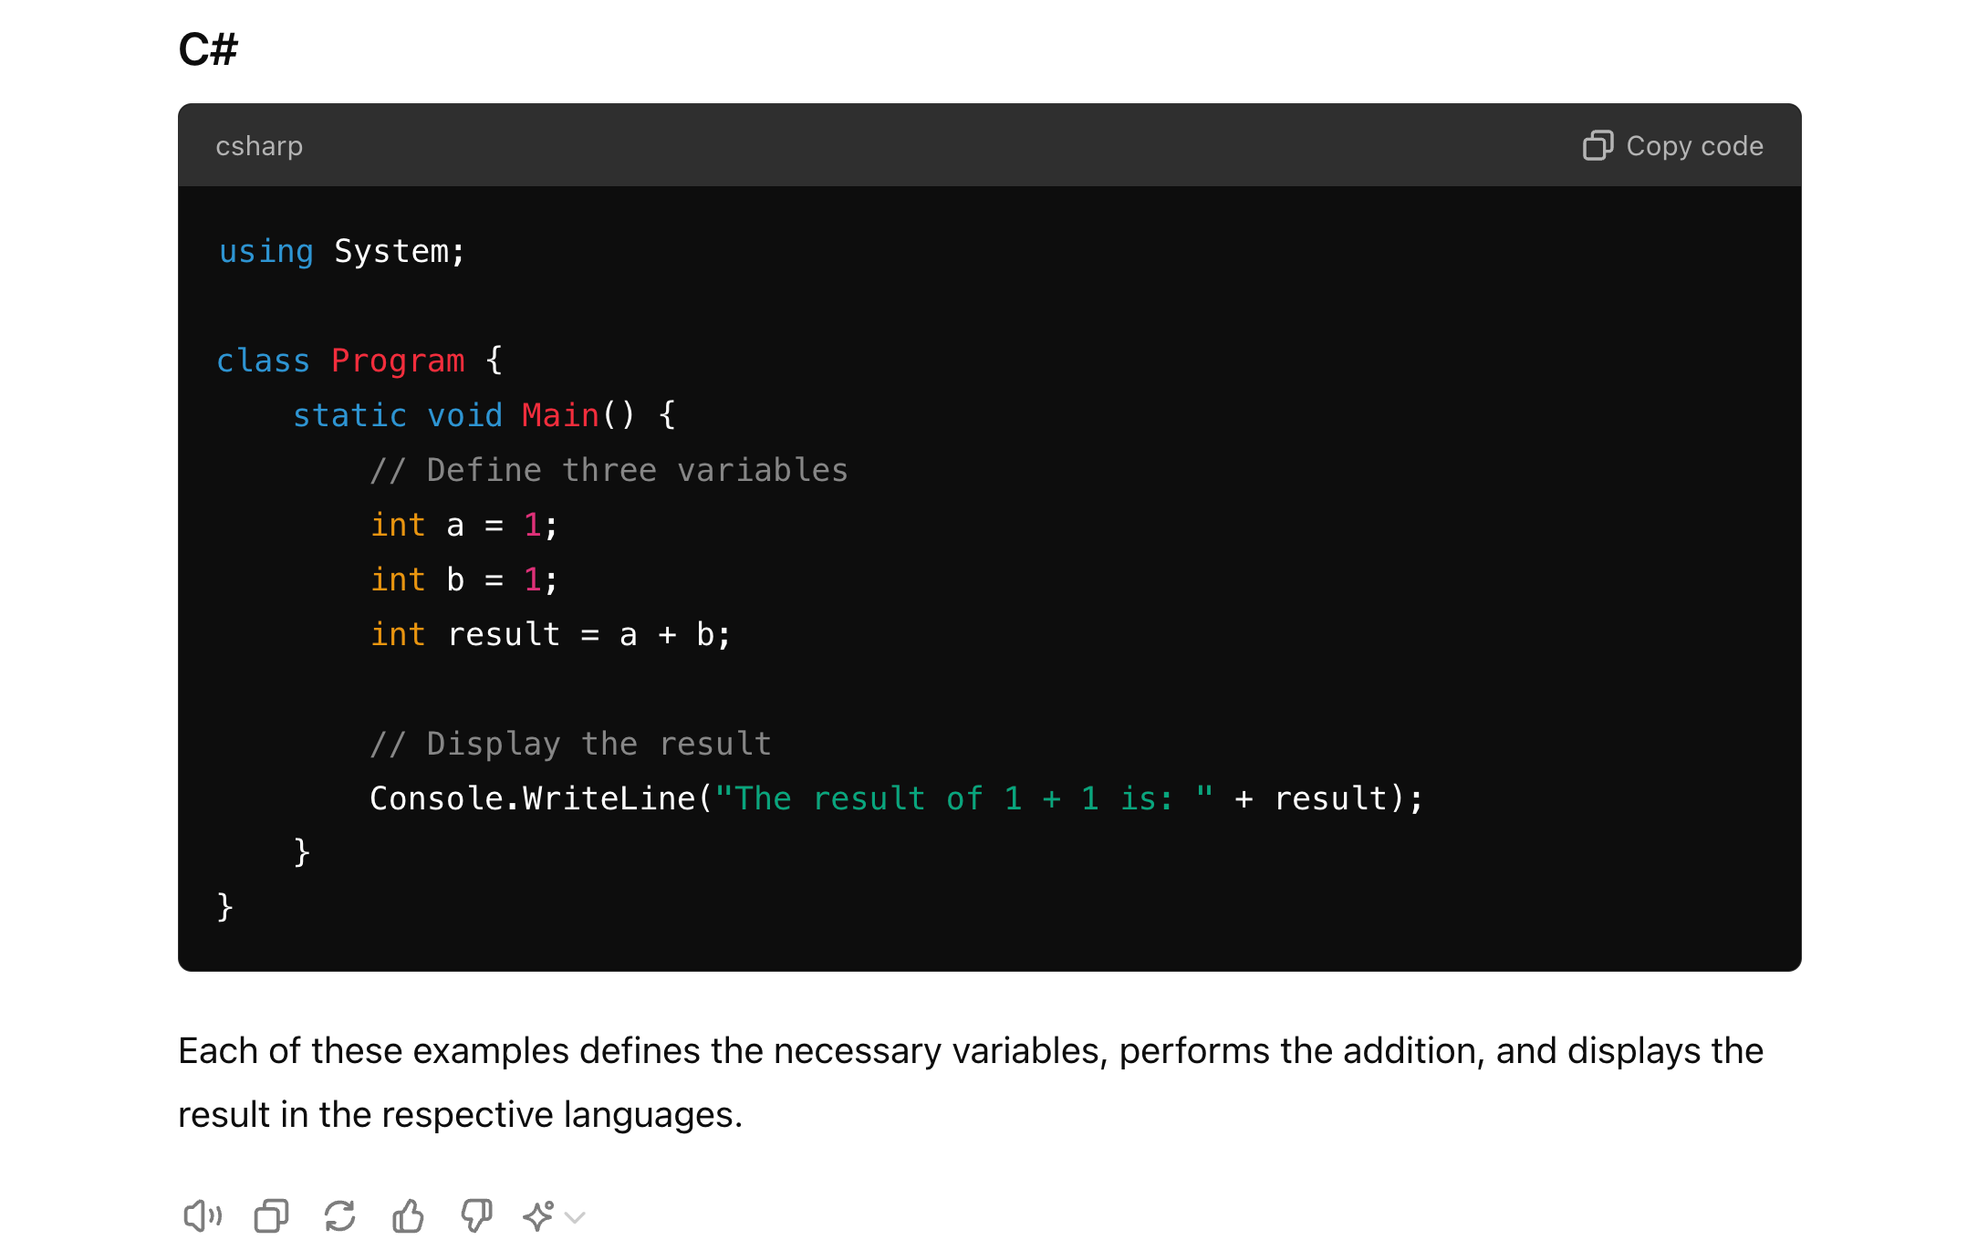 C#
csharp
Copy code
using System;
class Program {
    static void Main() {
        // Define three variables
        int a = 1;
        int b = 1;
        int result = a + b;
        // Display the result
        Console.WriteLine("The result of 1 + 1 is: " + result);
    }
}
Each of these examples defines the necessary variables, performs the addition, and displays the
result in the respective languages.